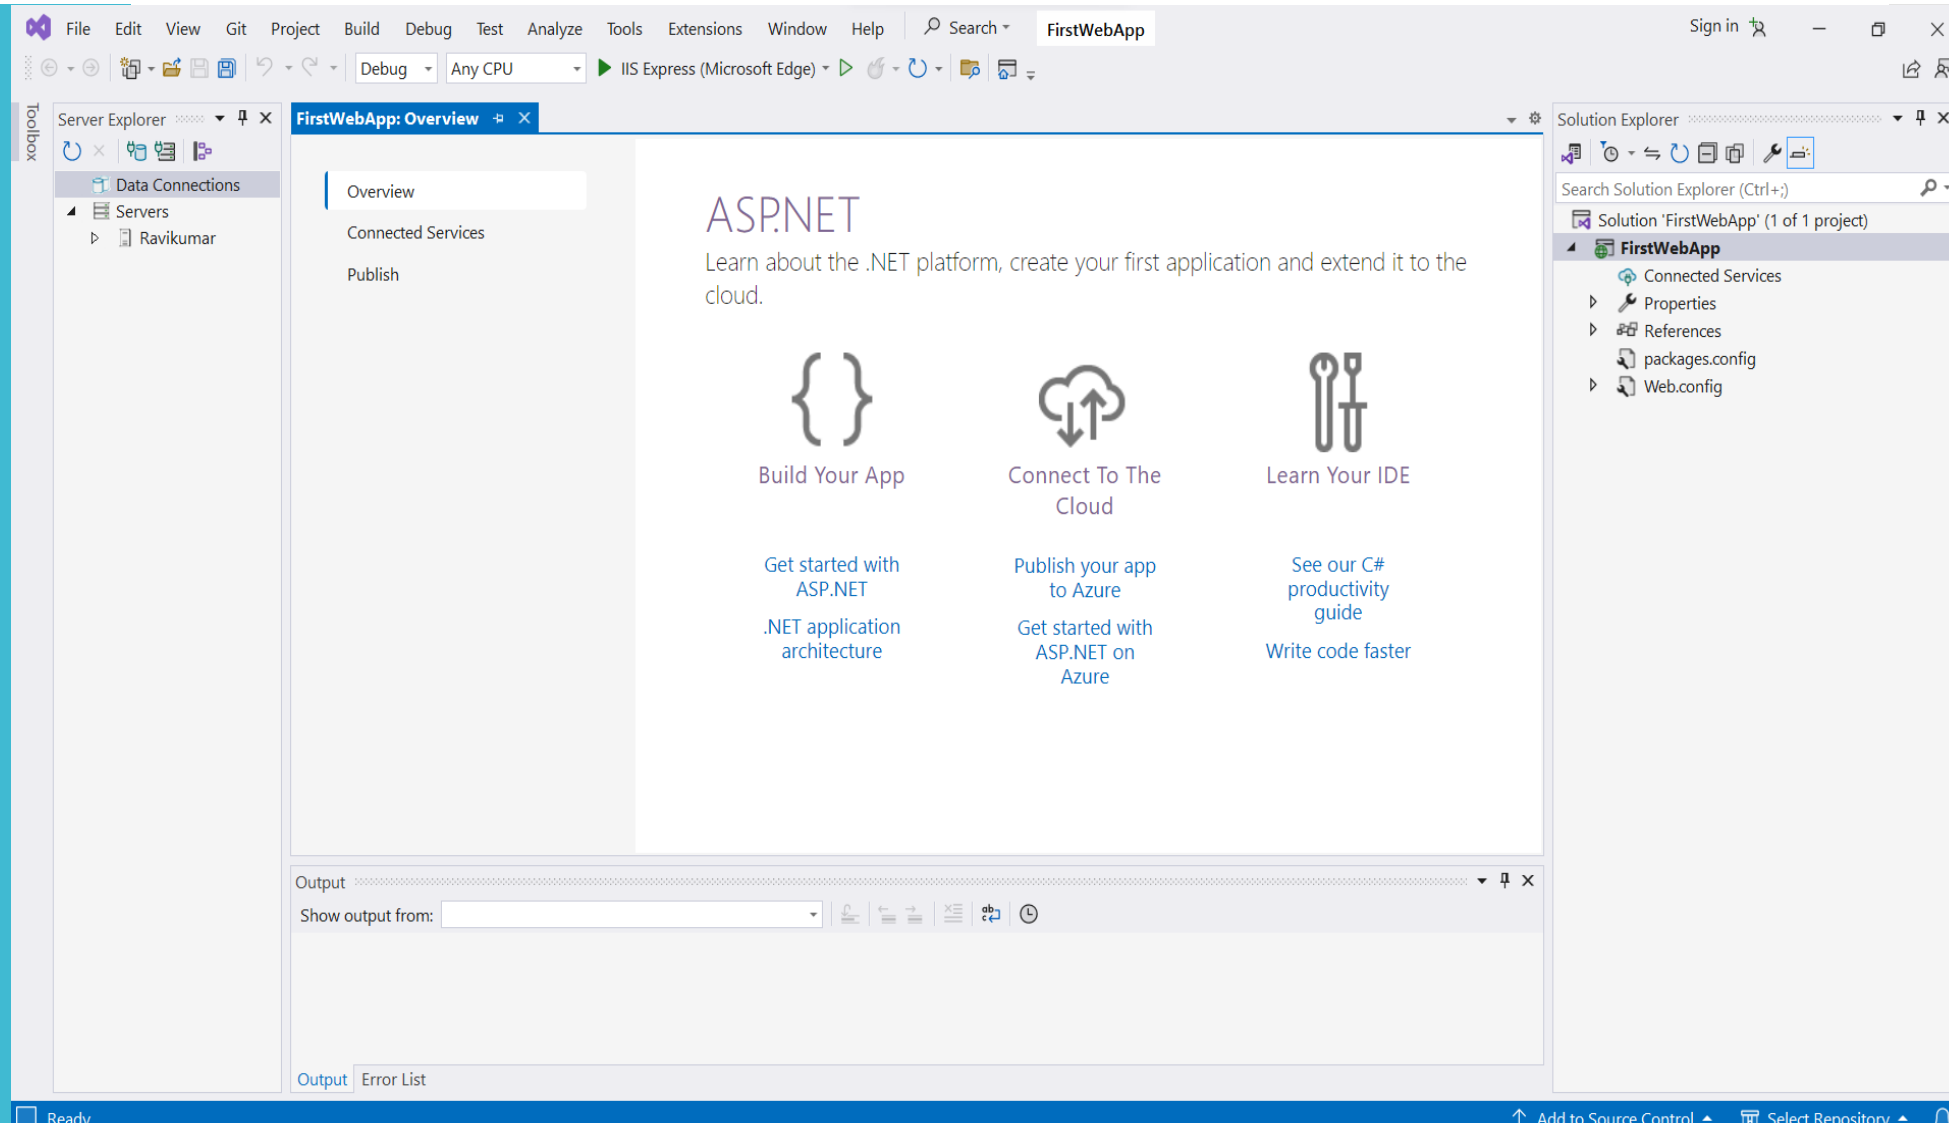 File Edit View Git Project Build Debug Test Analyze Tools Extensions Window Help Search FirstWebApp Sign in
Debug Any CPU IIS Express (Microsoft Edge)
Toolbox
Server Explorer
Data Connections
Servers
Ravikumar
FirstWebApp: Overview
Overview
Connected Services
Publish
ASP.NET
Learn about the .NET platform, create your first application and extend it to the
cloud.
Build Your App
Get started with
ASP.NET
.NET application
architecture
Connect To The
Cloud
Publish your app
to Azure
Get started with
ASP.NET on
Azure
Learn Your IDE
See our C#
productivity
guide
Write code faster
Output
Show output from:
Output Error List
Solution Explorer
Search Solution Explorer (Ctrl+;)
Solution 'FirstWebApp' (1 of 1 project)
FirstWebApp
Connected Services
Properties
References
packages.config
Web.config
Ready Add to Source Control Select Repository